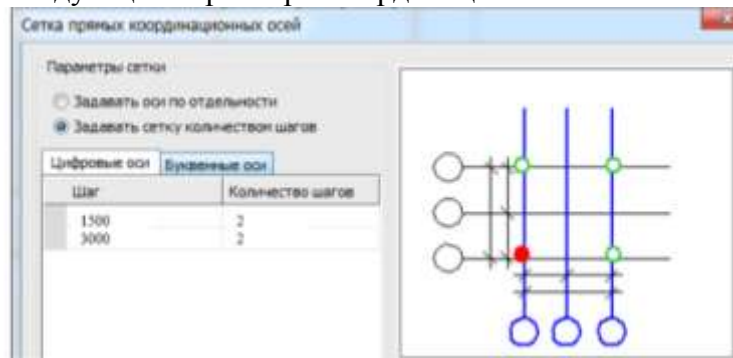 Сетка прямых координационных осей
Параметры сетки
Задавать оси по отдельности
Задавать сетку количеством шагов
Цифровые оси Буквенные оси
Шаг Количество шагов
1500 2
3000 2